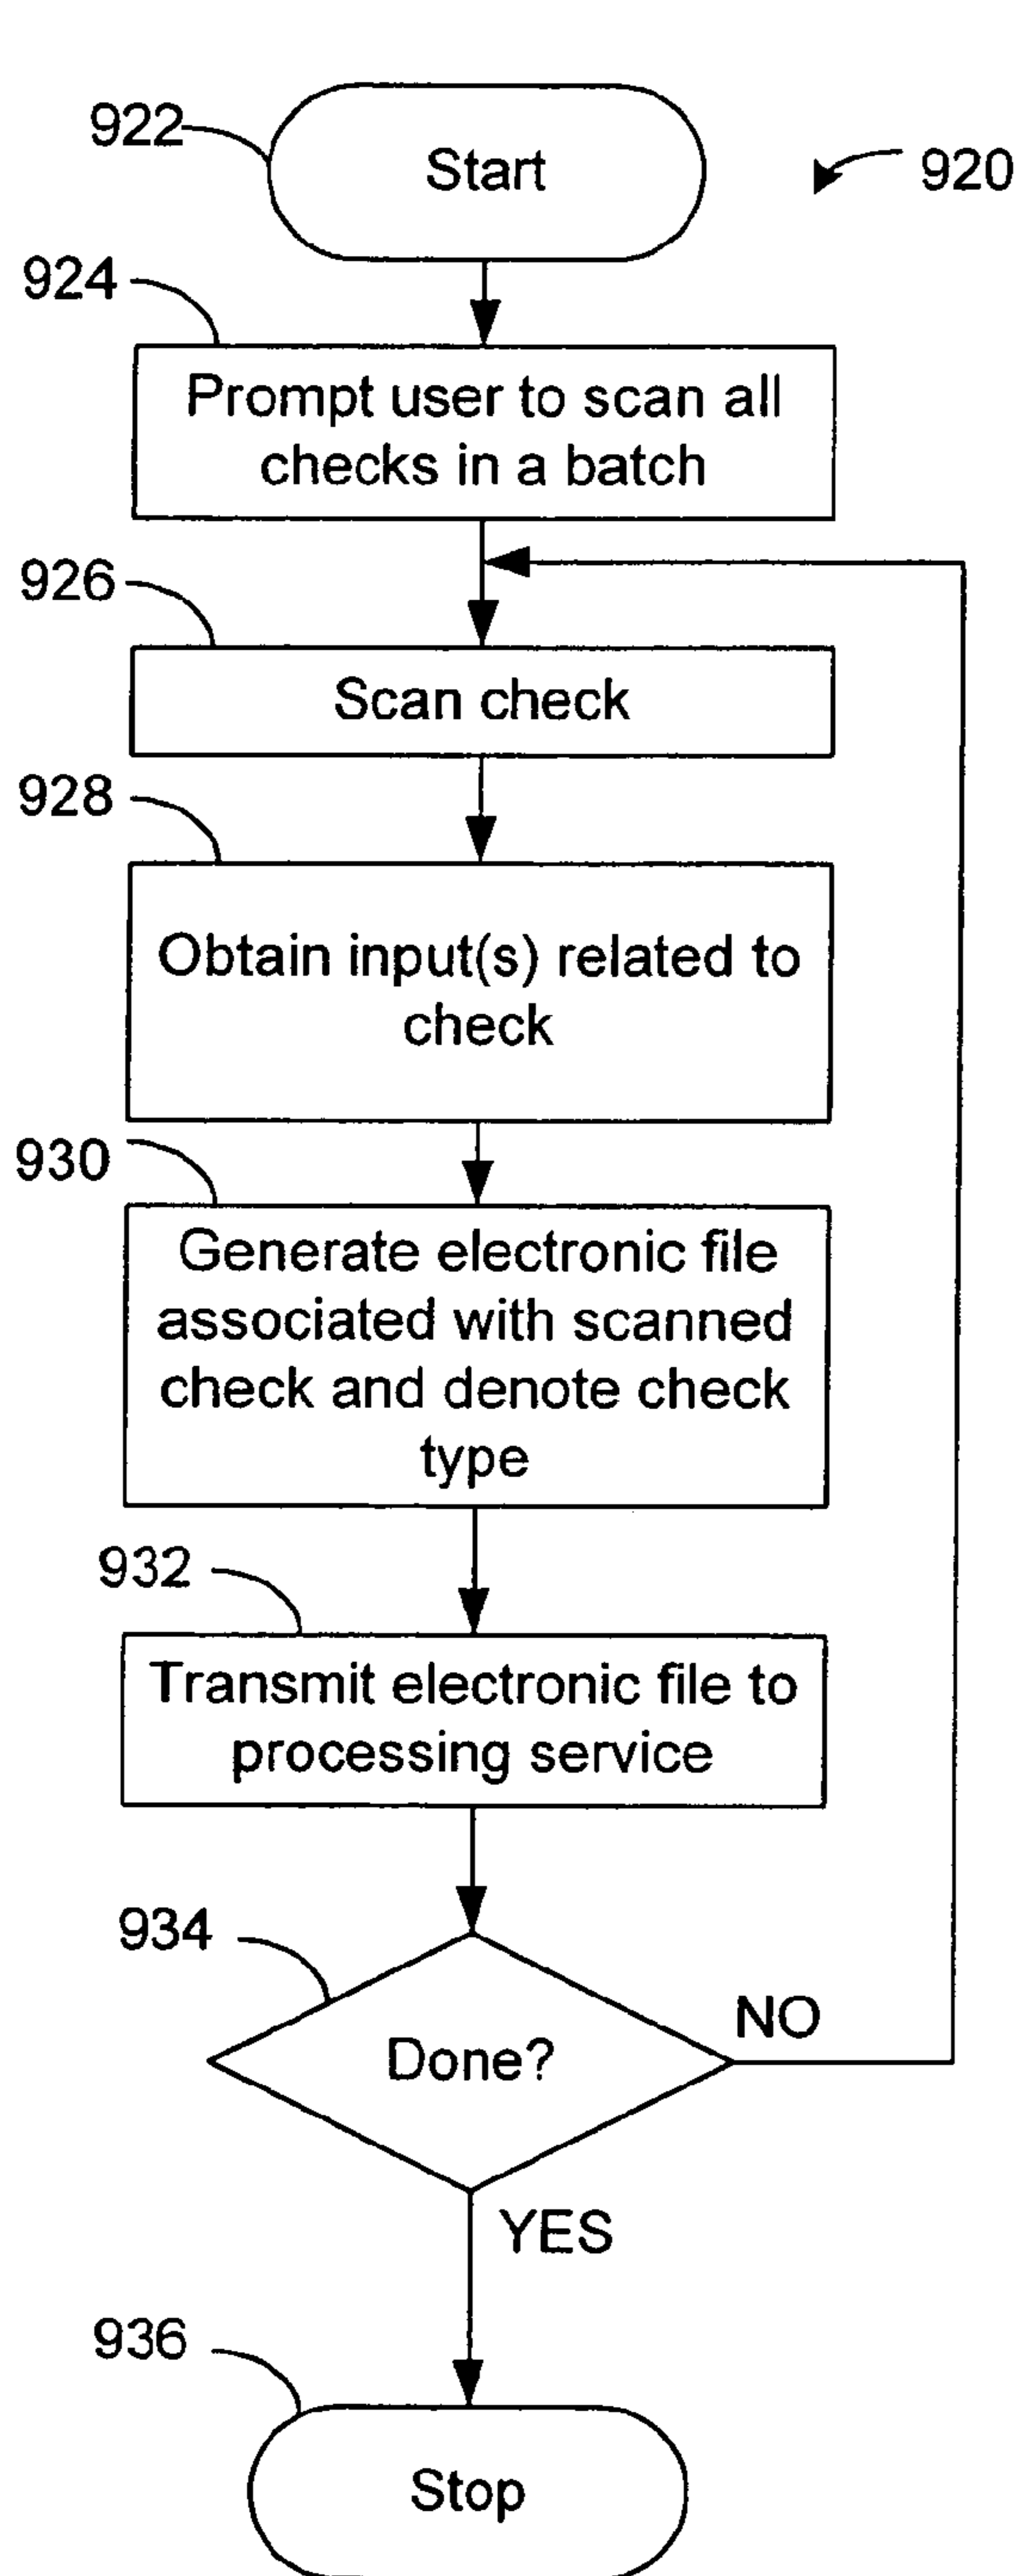 922
Start
920
924
Prompt user to scan all
checks in a batch
926
Scan check
928
Obtain input(s) related to
check
930
Generate electronic file
associated with scanned
check and denote check
type
932
Transmit electronic file to
processing service
934
Done?
NO
YES
936
Stop